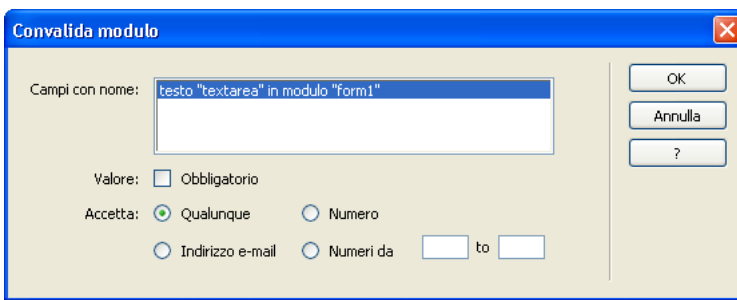 Convalida modulo
Campi con nome: testo "textarea" in modulo "form1"
OK
Annulla
?
Valore: Obbligatorio
Accetta: Qualunque Numero
Indirizzo e-mail Numeri da to